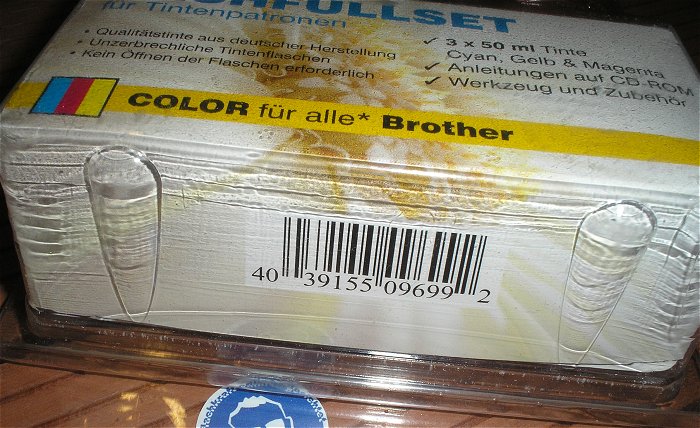 CHFÜLLSET
für Tintenpatronen
• Qualitätstinte aus deutscher Herstellung
• Unzerbrechliche Tintenflaschen
• Kein Öffnen der Flaschen erforderlich
✓ 3 x 50 ml Tinte
Cyan, Gelb & Magenta
✓ Anleitungen auf CD-ROM
✓ Werkzeug und Zubehör
COLOR für alle* Brother
40 39155 09699 2